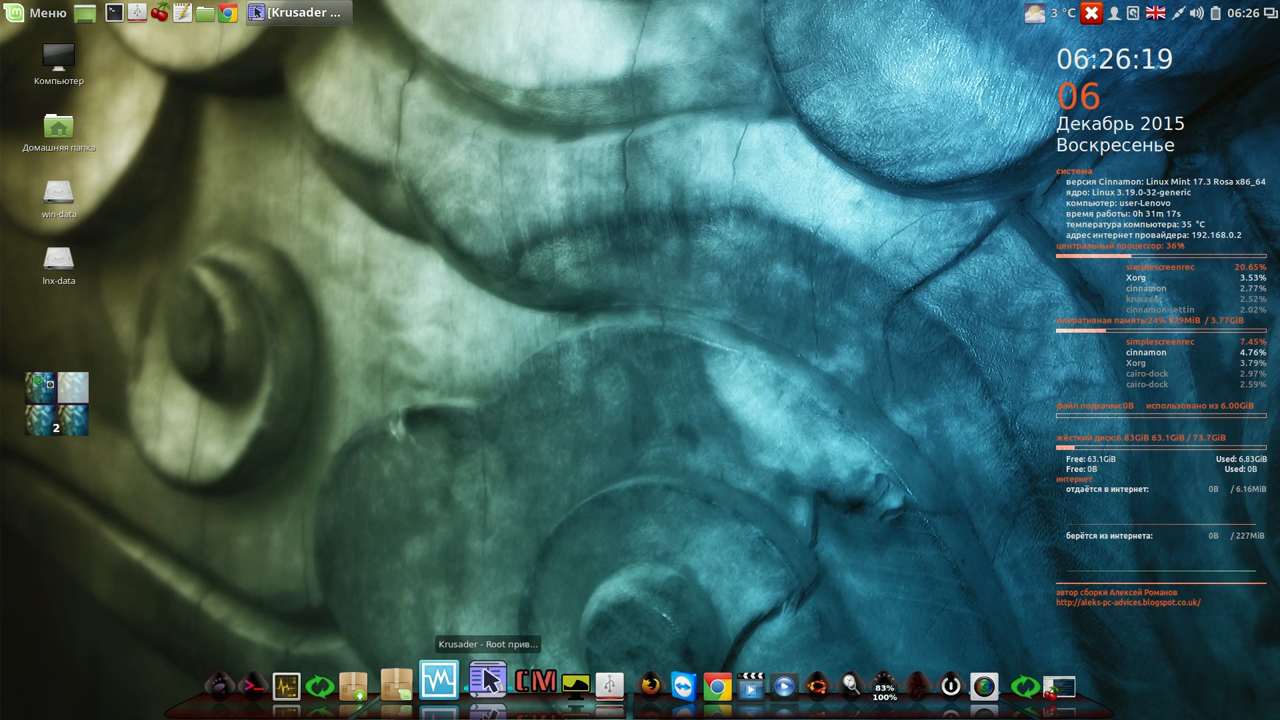 Меню
[Krusader ...
3 °C
06:26
Компьютер
Домашняя папка
win-data
lnx-data
2
06:26:19
06
Декабрь 2015
Воскресенье
система
версия Cinnamon: Linux Mint 17.3 Rosa x86_64
ядро: Linux 3.19.0-32-generic
компьютер: user-Lenovo
время работы: 0h 31m 17s
температура компьютера: 35 °C
адрес интернет провайдера: 192.168.0.2
центральный процессор: 36%
simplescreenrec 20.65%
Xorg 3.53%
cinnamon 2.77%
krusader 2.52%
cinnamon-settin 2.02%
оперативная память:24% 929MiB / 3.77GiB
simplescreenrec 7.45%
cinnamon 4.76%
Xorg 3.79%
cairo-dock 2.97%
cairo-dock 2.59%
файл подкачки:0B использовано из 6.00GiB
жёсткий диск:6.83GiB 63.1GiB / 73.7GiB
Free: 63.1GiB Used: 6.83GiB
Free: 0B Used: 0B
интернет
отдаётся в интернет: 0B / 6.16MiB
берётся из интернета: 0B / 227MiB
автор сборки Алексей Романов
http://aleks-pc-advices.blogspot.co.uk/
Krusader - Root прив...
CM
83%
100%